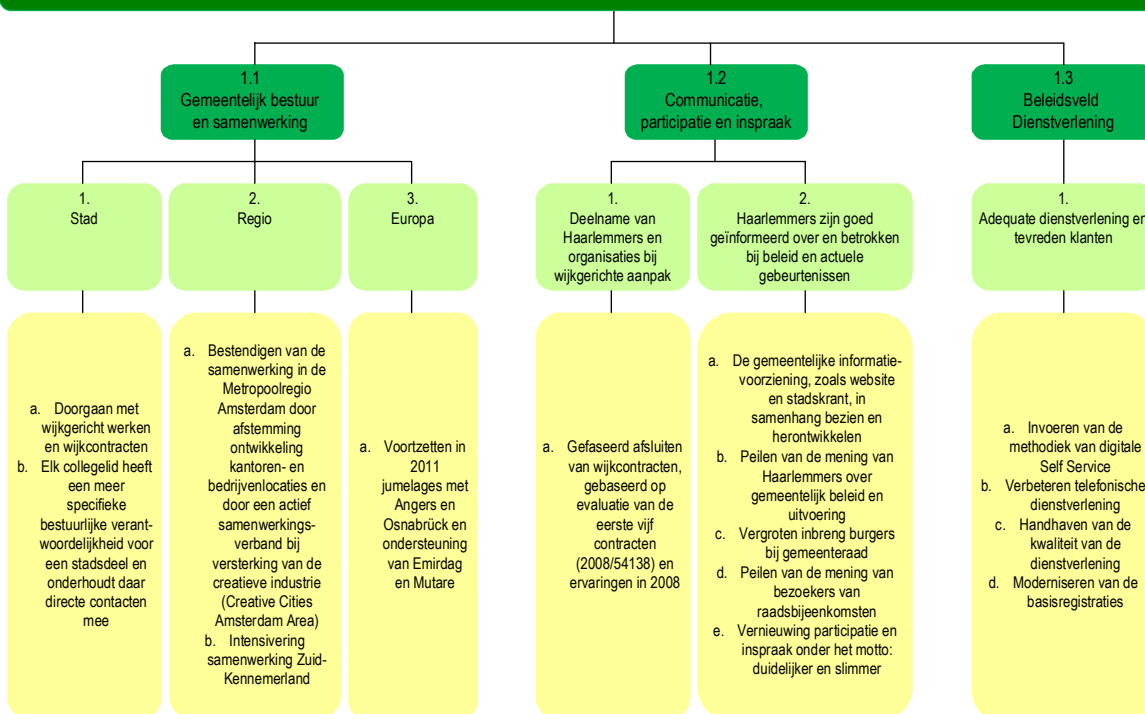 1.1
Gemeentelijk bestuur
en samenwerking
1.2
Communicatie,
participatie en inspraak
1.3
Beleidsveld
Dienstverlening
1.
Stad
2.
Regio
3.
Europa
1.
Deelname van
Haarlemmers en
organisaties bij
wijkgerichte aanpak
2.
Haarlemmers zijn goed
geïnformeerd over en betrokken
bij beleid en actuele
gebeurtenissen
1.
Adequate dienstverlening en
tevreden klanten
a. Doorgaan met
wijkgericht werken
en wijkcontracten
b. Elk collegelid heeft
een meer
specifieke
bestuurlijke verant-
woordelijkheid voor
een stadsdeel en
onderhoudt daar
directe contacten
mee
a. Bestendigen van de
samenwerking in de
Metropoolregio
Amsterdam door
afstemming
ontwikkeling
kantoren- en
bedrijvenlocaties en
door een actief
samenwerkings-
verband bij
versterking van de
creatieve industrie
(Creative Cities
Amsterdam Area)
b. Intensivering
samenwerking Zuid-
Kennemerland
a. Voortzetten in
2011
jumelages met
Angers en
Osnabrück en
ondersteuning
van Emirdag
en Mutare
a. Gefaseerd afsluiten
van wijkcontracten,
gebaseerd op
evaluatie van de
eerste vijf
contracten
(2008/54138) en
ervaringen in 2008
a. De gemeentelijke informatie-
voorziening, zoals website
en stadskrant, in
samenhang bezien en
herontwikkelen
b. Peilen van de mening van
Haarlemmers over
gemeentelijk beleid en
uitvoering
c. Vergroten inbreng burgers
bij gemeenteraad
d. Peilen van de mening van
bezoekers van
raadsbijeenkomsten
e. Vernieuwing participatie en
inspraak onder het motto:
duidelijker en slimmer
a. Invoeren van de
methodiek van digitale
Self Service
b. Verbeteren telefonische
dienstverlening
c. Handhaven van de
kwaliteit van de
dienstverlening
d. Moderniseren van de
basisregistraties